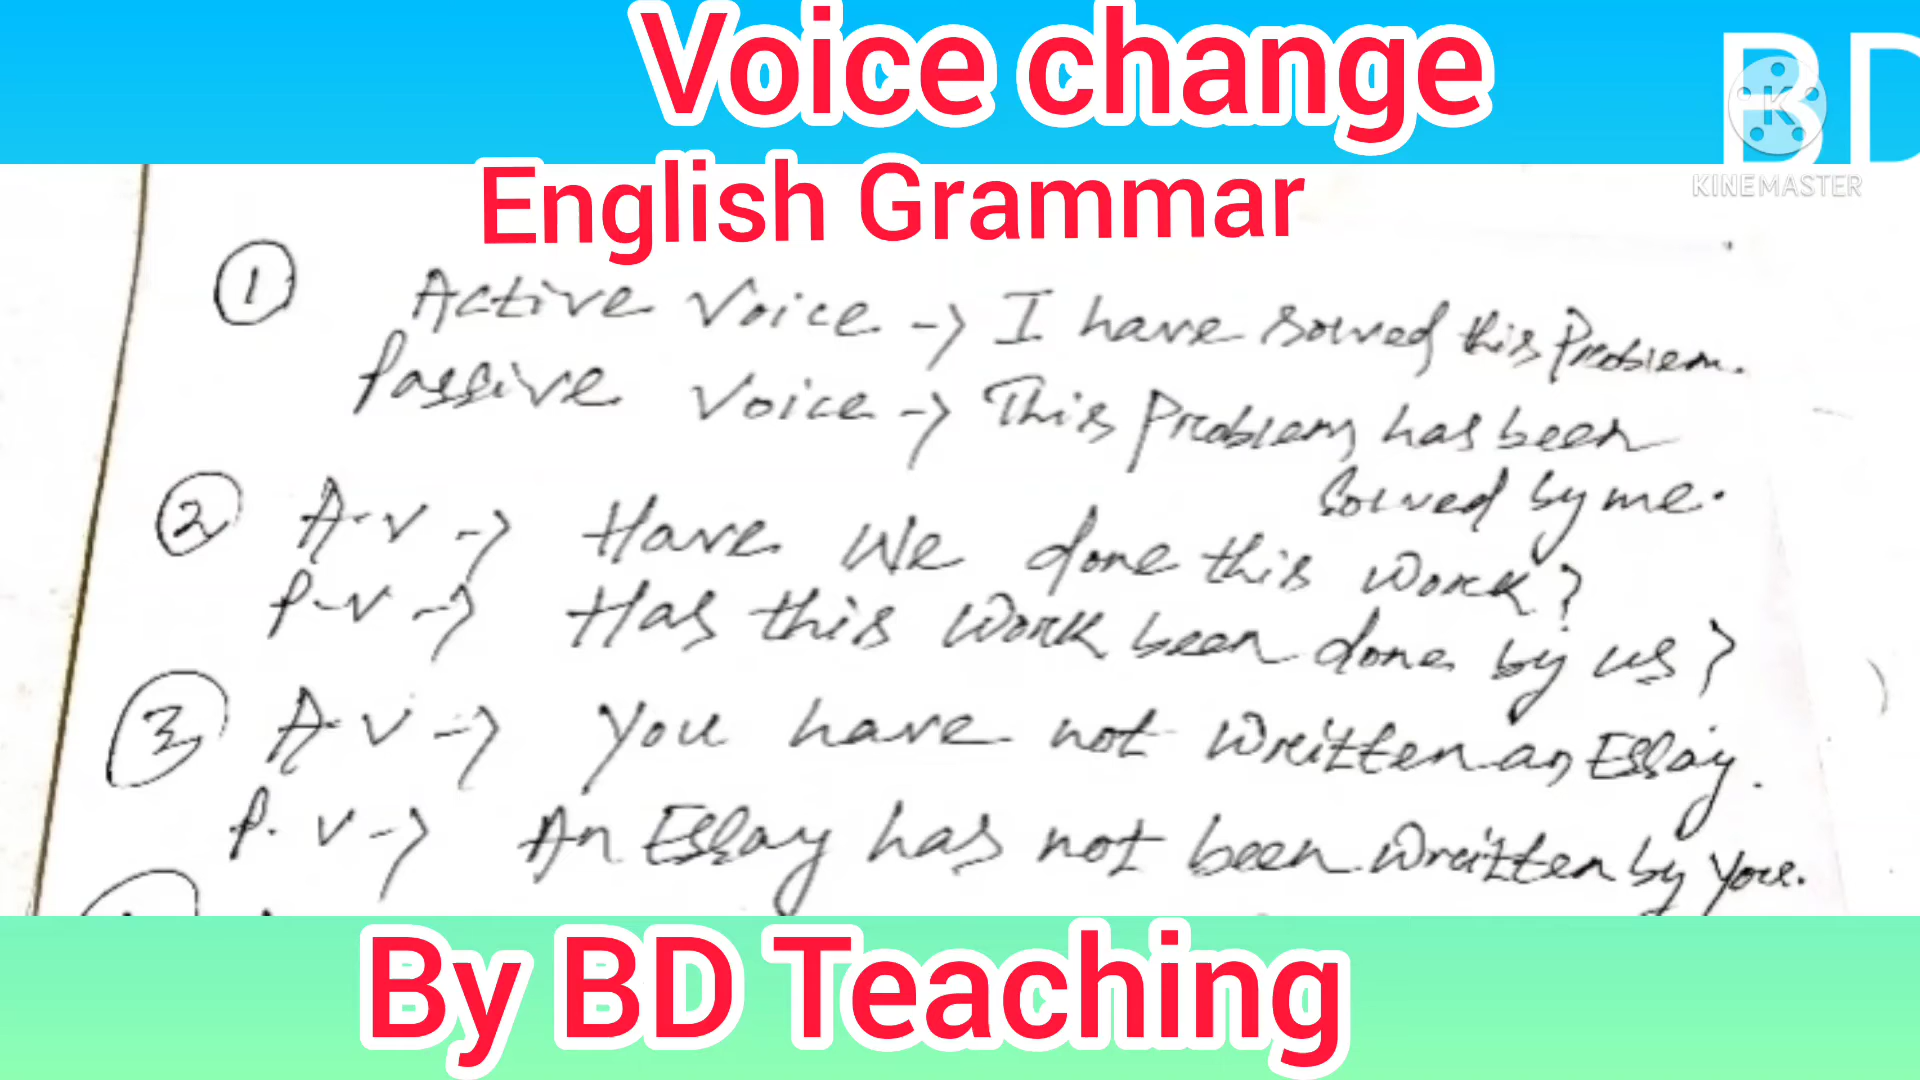 Voice change
BD
K
KINEMASTER
English Grammar
① Active Voice -> I have solved this Problem.
Passive Voice -> This Problem has been
solved by me.
② A.V -> Have We done this work?
P-V -> Has this work been done by us?
③ A.V -> You have not written an Essay.
P.V -> An Essay has not been written by you.
By BD Teaching